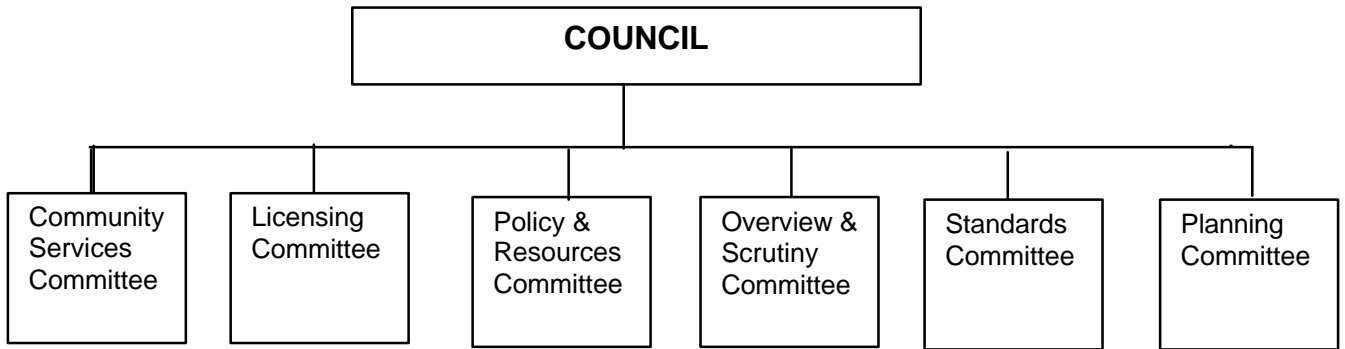 COUNCIL
Community
Services
Committee
Licensing
Committee
Policy &
Resources
Committee
Overview &
Scrutiny
Committee
Standards
Committee
Planning
Committee